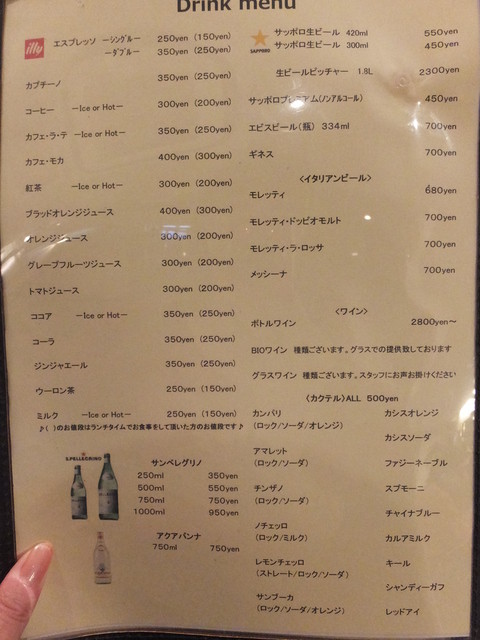 Drink menu
illy
エスプレッソ ーシングルー 250yen (150yen)
ーダブルー 350yen (250yen)
カプチーノ 350yen (250yen)
コーヒー ーIce or Hotー 300yen (200yen)
カフェ・ラ・テ ーIce or Hotー 350yen (250yen)
カフェ・モカ 400yen (300yen)
紅茶 ーIce or Hotー 300yen (200yen)
ブラッドオレンジジュース 400yen (300yen)
オレンジジュース 300yen (200yen)
グレープフルーツジュース 300yen (200yen)
トマトジュース 300yen (200yen)
ココア ーIce or Hotー 350yen (250yen)
コーラ 350yen (250yen)
ジンジャエール 350yen (250yen)
ウーロン茶 250yen (150yen)
ミルク ーIce or Hotー 250yen (150yen)
♪( )のお値段はランチタイムでお食事をして頂いた方のお値段です♪
S.PELLEGRINO
サンペレグリノ
250ml 350yen
500ml 550yen
750ml 750yen
1000ml 950yen
アクアパンナ
750ml 750yen
SAPPORO
サッポロ生ビール 420ml 550yen
サッポロ生ビール 300ml 450yen
生ビールピッチャー 1.8L 2300yen
サッポロプレミアム(ノンアルコール) 450yen
エビスビール(瓶) 334ml 700yen
ギネス 700yen
<イタリアンビール>
モレッティ 680yen
モレッティ・ドッピオモルト 700yen
モレッティ・ラ・ロッサ 700yen
メッシーナ 700yen
<ワイン>
ボトルワイン 2800yen～
BIOワイン 種類ございます。グラスでの提供致しております
グラスワイン 種類ございます。スタッフにお声お掛けください
<カクテル>ALL 500yen
カンパリ
(ロック/ソーダ/オレンジ)
アマレット
(ロック/ソーダ)
チンザノ
(ロック/ソーダ)
ノチェッロ
(ロック/ミルク)
レモンチェッロ
(ストレート/ロック/ソーダ)
サンブーカ
(ロック/ソーダ/オレンジ)
カシスオレンジ
カシスソーダ
ファジーネーブル
スプモーニ
チャイナブルー
カルアミルク
キール
シャンディーガフ
レッドアイ